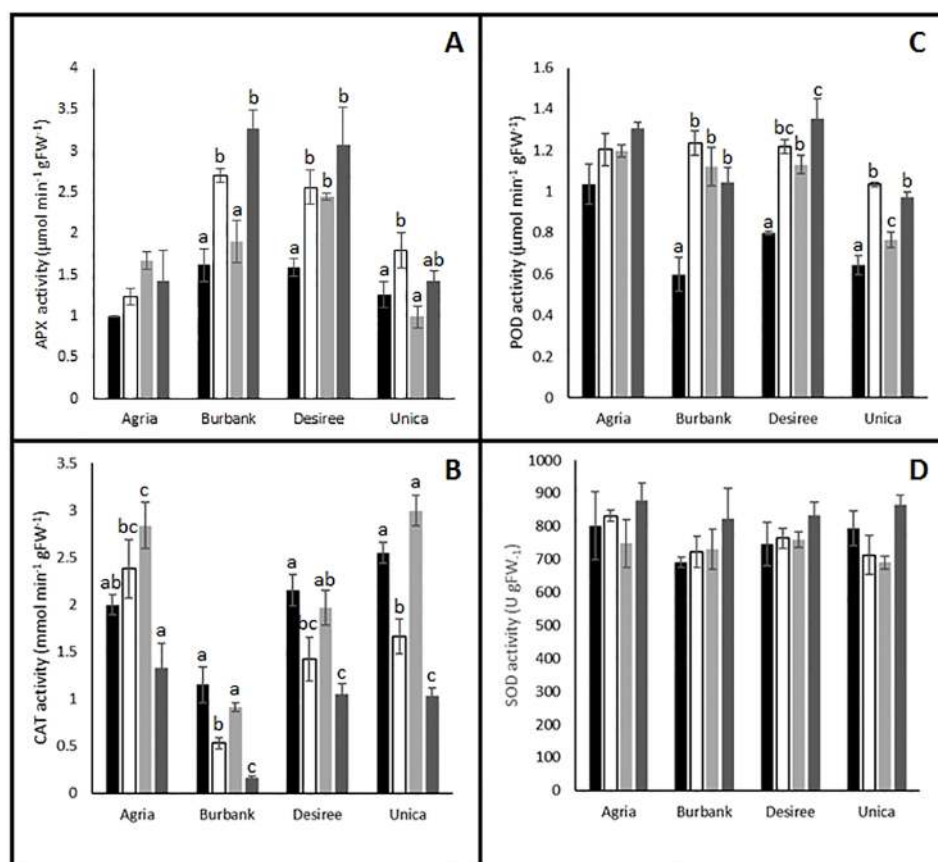 A
APX activity (µmol min⁻¹ gFW⁻¹)
4
3.5
3
2.5
2
1.5
1
0.5
0
a b a b
a b b b
a b a ab
Agria Burbank Desiree Unica
C
POD activity (µmol min⁻¹ gFW⁻¹)
1.6
1.4
1.2
1
0.8
0.6
0.4
0.2
0
a b b b
a bc b c
a b c b
Agria Burbank Desiree Unica
B
CAT activity (mmol min⁻¹ gFW⁻¹)
3.5
3
2.5
2
1.5
1
0.5
0
ab bc c a
a b a c
a bc ab c
a b a c
Agria Burbank Desiree Unica
D
SOD activity (U gFW₋₁)
1000
900
800
700
600
500
400
300
200
100
0
Agria Burbank Desiree Unica